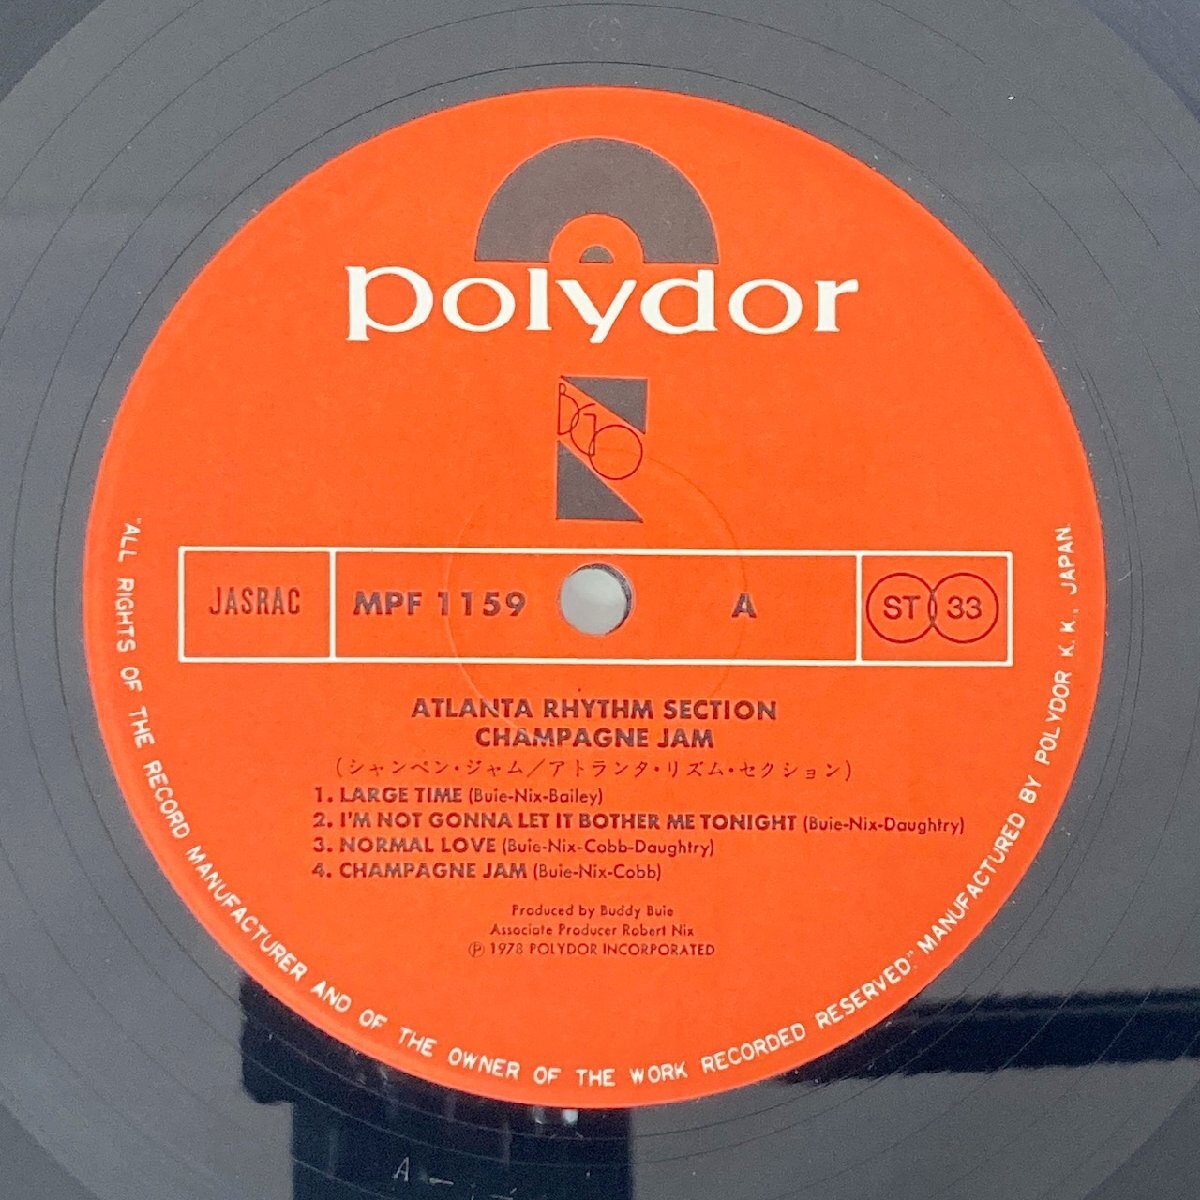 polydor
BGO
JASRAC
MPF 1159
A
ST 33
ATLANTA RHYTHM SECTION
CHAMPAGNE JAM
(シャンペン・ジャム/アトランタ・リズム・セクション)
1. LARGE TIME (Buie-Nix-Bailey)
2. I'M NOT GONNA LET IT BOTHER ME TONIGHT (Buie-Nix-Daughtry)
3. NORMAL LOVE (Buie-Nix-Cobb-Daughtry)
4. CHAMPAGNE JAM (Buie-Nix-Cobb)
Produced by Buddy Buie
Associate Producer Robert Nix
Ⓟ 1978 POLYDOR INCORPORATED
"ALL RIGHTS OF THE RECORD MANUFACTURER AND OF THE OWNER OF THE WORK RECORDED RESERVED." MANUFACTURED BY POLYDOR K.K., JAPAN.